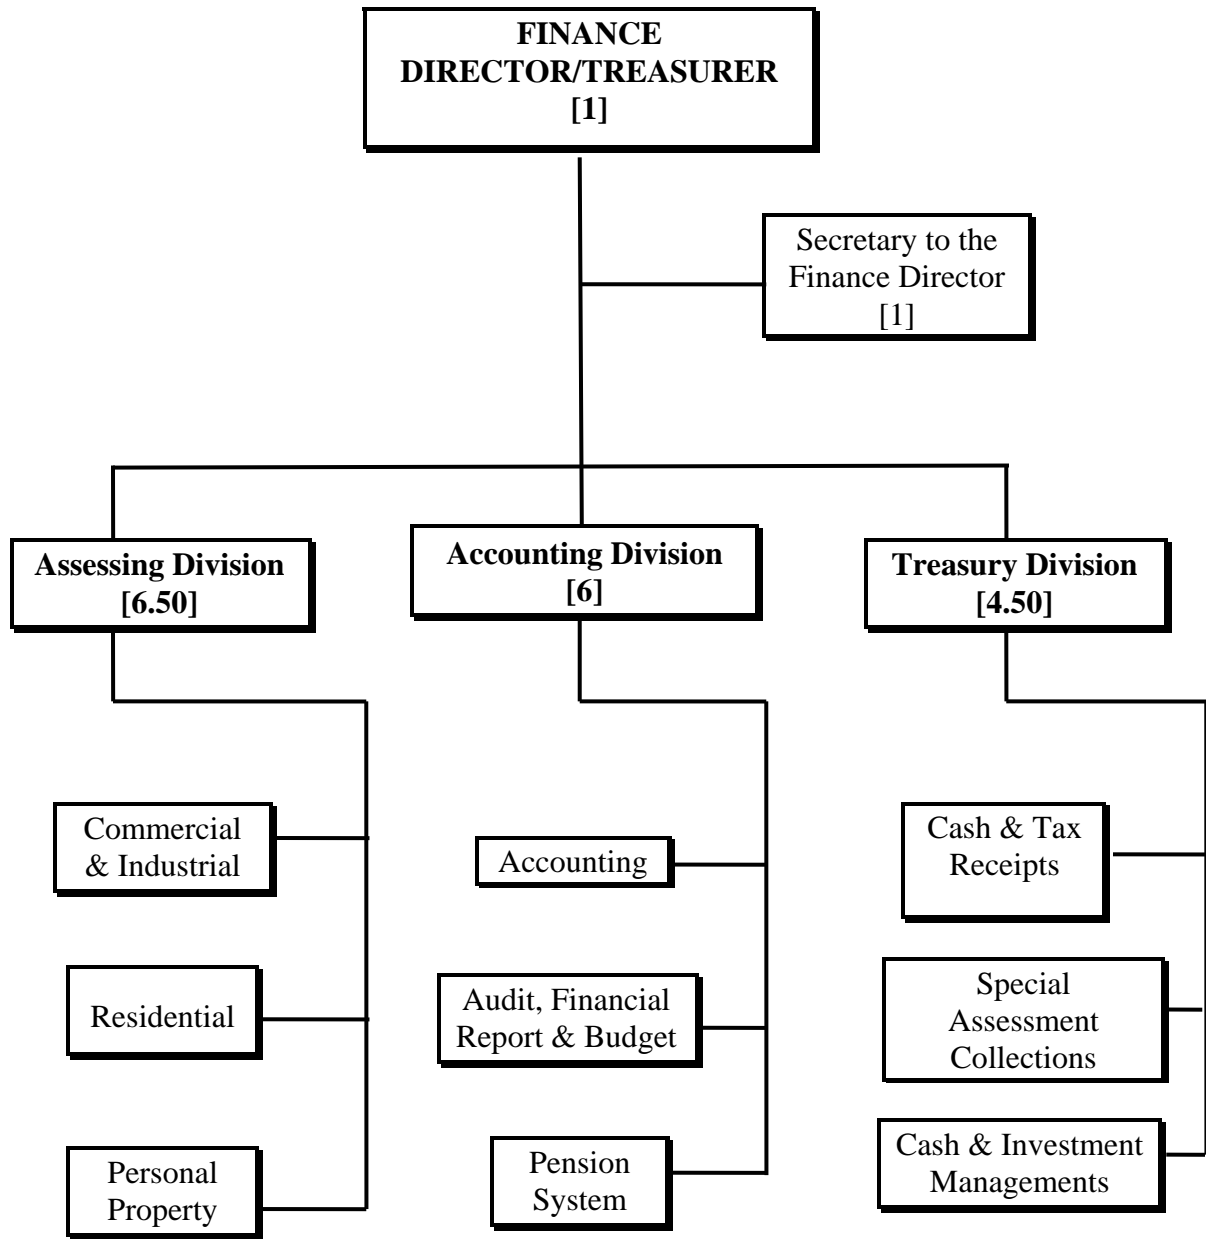 FINANCE
DIRECTOR/TREASURER
[1]
Secretary to the
Finance Director
[1]
Assessing Division
[6.50]
Accounting Division
[6]
Treasury Division
[4.50]
Commercial
& Industrial
Residential
Personal
Property
Accounting
Audit, Financial
Report & Budget
Pension
System
Cash & Tax
Receipts
Special
Assessment
Collections
Cash & Investment
Managements